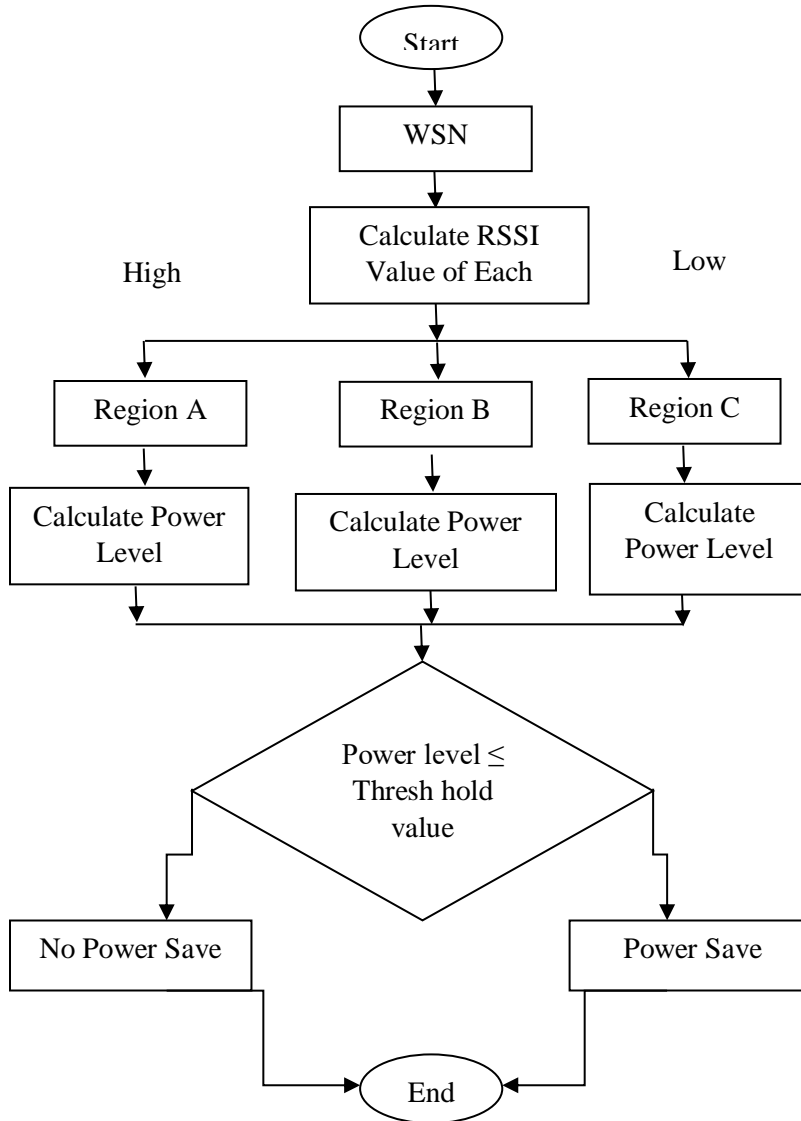 Start
WSN
Calculate RSSI
Value of Each
High
Low
Region A
Region B
Region C
Calculate Power
Level
Calculate Power
Level
Calculate
Power Level
Power level ≤
Thresh hold
value
No Power Save
Power Save
End